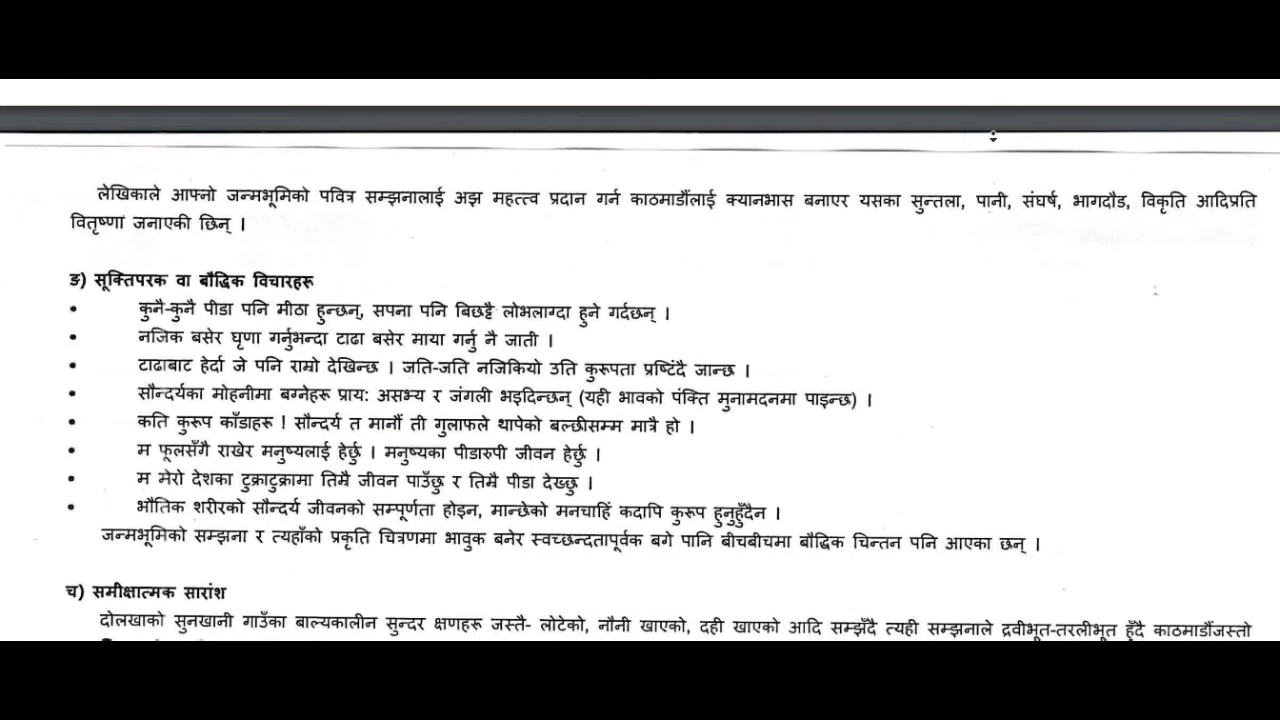 लेखिकाले आफ्नो जन्मभूमिको पवित्र सम्झनालाई अझ महत्त्व प्रदान गर्न काठमाडौंलाई क्यानभास बनाएर यसका सुन्तला, पानी, संघर्ष, भागदौड, विकृति आदिप्रति
वितृष्णा जनाएकी छिन् ।
ङ) सूक्तिपरक वा बौद्धिक विचारहरू
• कुनै-कुनै पीडा पनि मीठा हुन्छन्, सपना पनि बिछट्टै लोभलाग्दा हुने गर्दछन् ।
• नजिक बसेर घृणा गर्नुभन्दा टाढा बसेर माया गर्नु नै जाती ।
• टाढाबाट हेर्दा जे पनि राम्रो देखिन्छ । जति-जति नजिकियो उति कुरूपता प्रष्टिंदै जान्छ ।
• सौन्दर्यका मोहनीमा बग्नेहरू प्राय: असभ्य र जंगली भइदिन्छन् (यही भावको पंक्ति मुनामदनमा पाइन्छ) ।
• कति कुरूप काँडाहरू ! सौन्दर्य त मानौं ती गुलाफले थापेको बल्छीसम्म मात्रै हो ।
• म फूलसँगै राखेर मनुष्यलाई हेर्छु । मनुष्यका पीडारुपी जीवन हेर्छु ।
• म मेरो देशका टुक्राटुक्रामा तिम्रै जीवन पाउँछु र तिम्रै पीडा देख्छु ।
• भौतिक शरीरको सौन्दर्य जीवनको सम्पूर्णता होइन, मान्छेको मनचाहिं कदापि कुरूप हुनुहुँदैन ।
जन्मभूमिको सम्झना र त्यहाँको प्रकृति चित्रणमा भावुक बनेर स्वच्छन्दतापूर्वक बगे पानि बीचबीचमा बौद्धिक चिन्तन पनि आएका छन् ।
च) समीक्षात्मक सारांश
दोलखाको सुनखानी गाउँका बाल्यकालीन सुन्दर क्षणहरू जस्तै- लोटेको, नौनी खाएको, दही खाएको आदि सम्झँदै त्यही सम्झनाले द्रवीभूत-तरलीभूत हुँदै काठमाडौंजस्तो